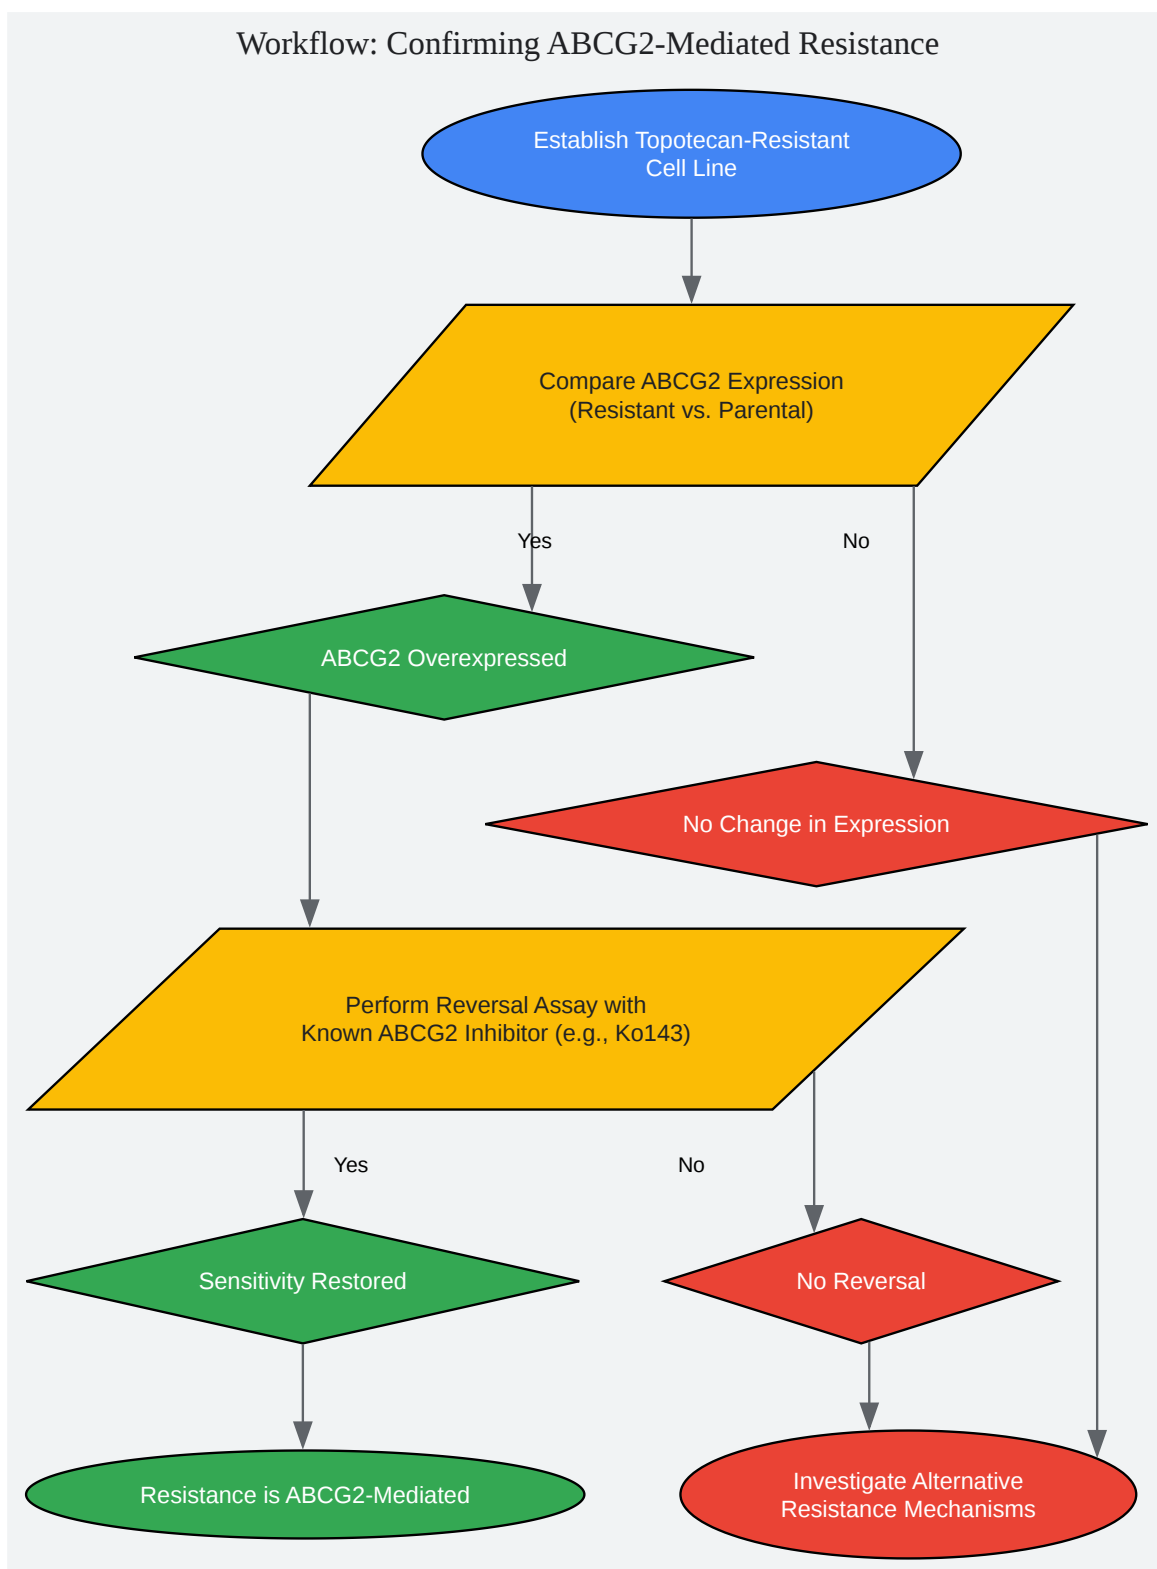 Workflow: Confirming ABCG2-Mediated Resistance
Establish Topotecan-Resistant
Cell Line
Compare ABCG2 Expression
(Resistant vs. Parental)
Yes
No
ABCG2 Overexpressed
No Change in Expression
Perform Reversal Assay with
Known ABCG2 Inhibitor (e.g., Ko143)
Yes
No
Sensitivity Restored
No Reversal
Resistance is ABCG2-Mediated
Investigate Alternative
Resistance Mechanisms